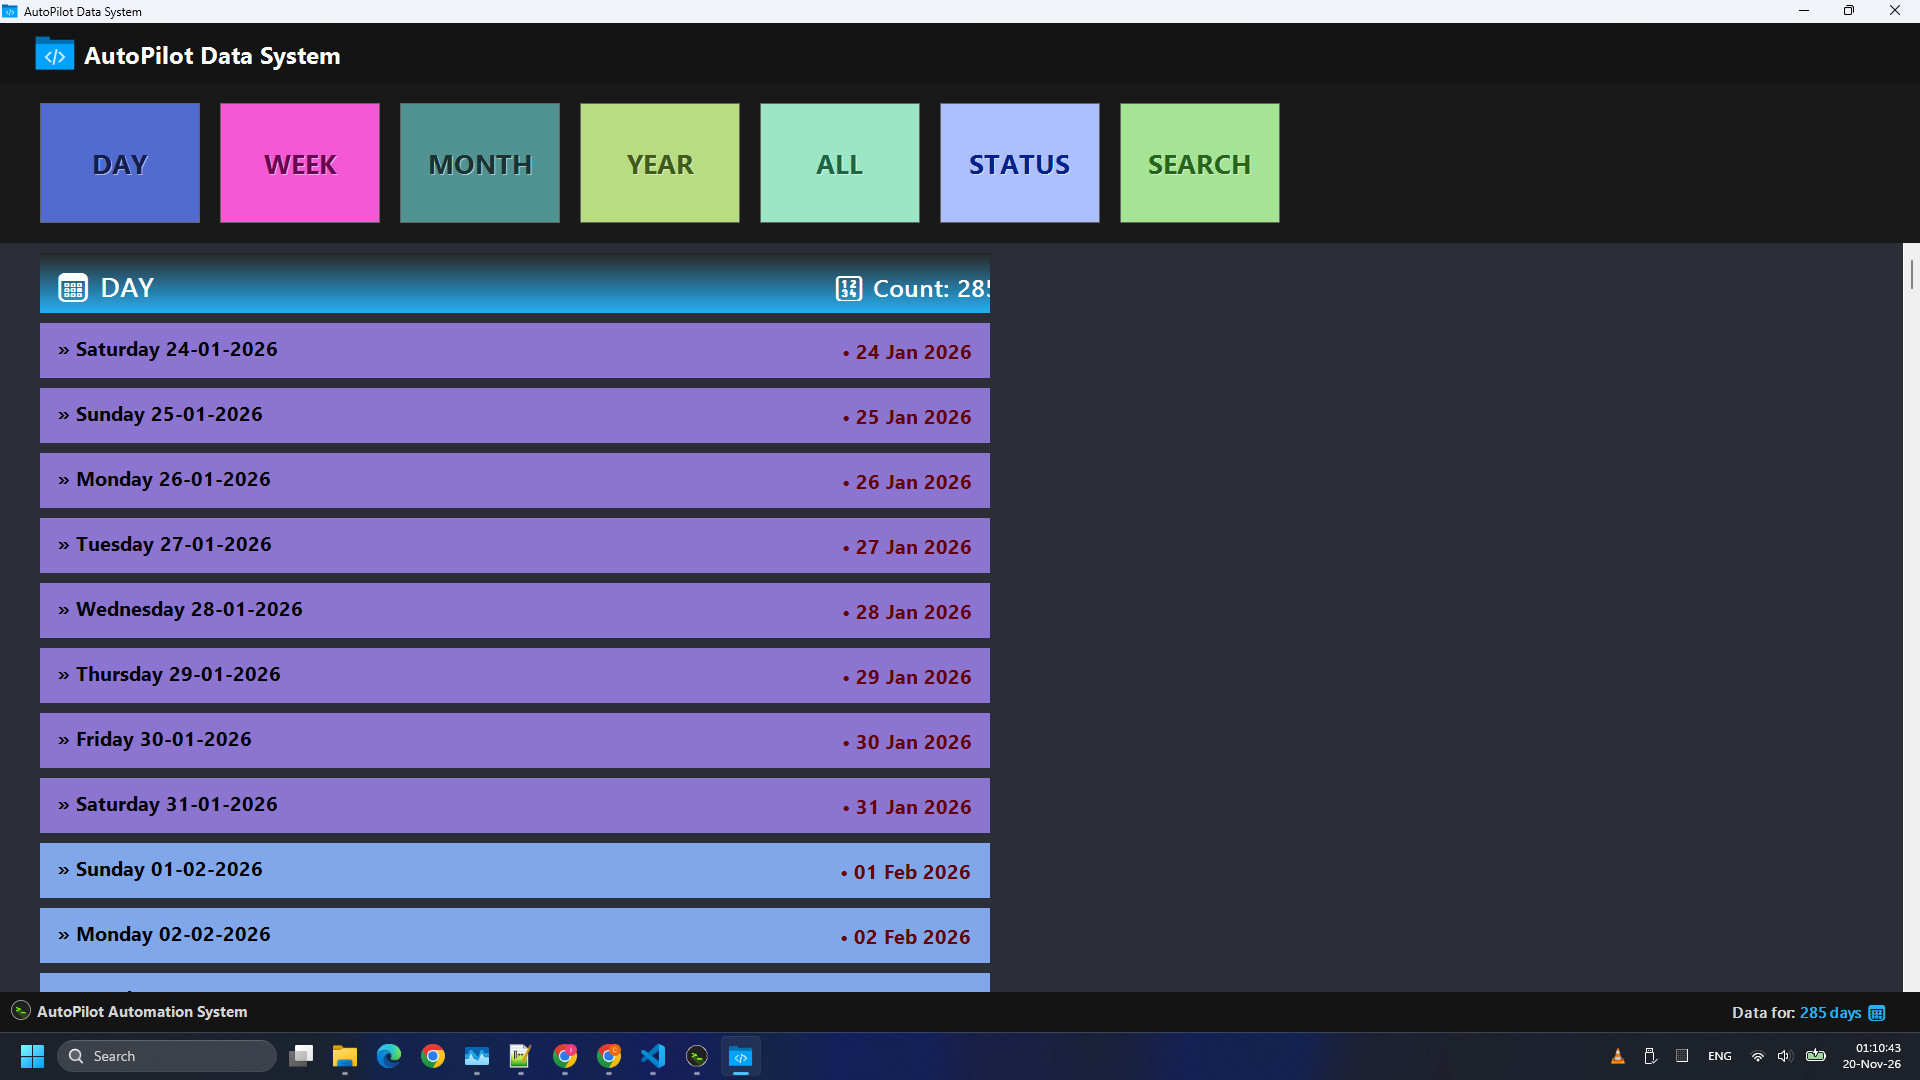 AutoPilot Data System
AutoPilot Data System
DAY
WEEK
MONTH
YEAR
ALL
STATUS
SEARCH
DAY
Count: 285
» Saturday 24-01-2026
• 24 Jan 2026
» Sunday 25-01-2026
• 25 Jan 2026
» Monday 26-01-2026
• 26 Jan 2026
» Tuesday 27-01-2026
• 27 Jan 2026
» Wednesday 28-01-2026
• 28 Jan 2026
» Thursday 29-01-2026
• 29 Jan 2026
» Friday 30-01-2026
• 30 Jan 2026
» Saturday 31-01-2026
• 31 Jan 2026
» Sunday 01-02-2026
• 01 Feb 2026
» Monday 02-02-2026
• 02 Feb 2026
AutoPilot Automation System
Data for: 285 days
Search
ENG
01:10:43
20-Nov-26